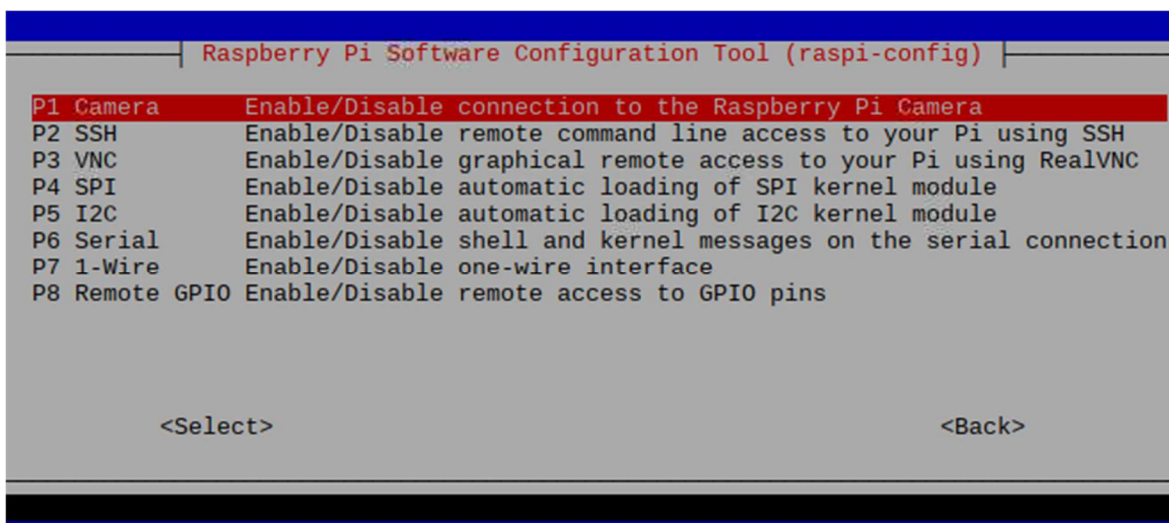 Raspberry Pi Software Configuration Tool (raspi-config)
P1 Camera Enable/Disable connection to the Raspberry Pi Camera
P2 SSH Enable/Disable remote command line access to your Pi using SSH
P3 VNC Enable/Disable graphical remote access to your Pi using RealVNC
P4 SPI Enable/Disable automatic loading of SPI kernel module
P5 I2C Enable/Disable automatic loading of I2C kernel module
P6 Serial Enable/Disable shell and kernel messages on the serial connection
P7 1-Wire Enable/Disable one-wire interface
P8 Remote GPIO Enable/Disable remote access to GPIO pins
<Select> <Back>